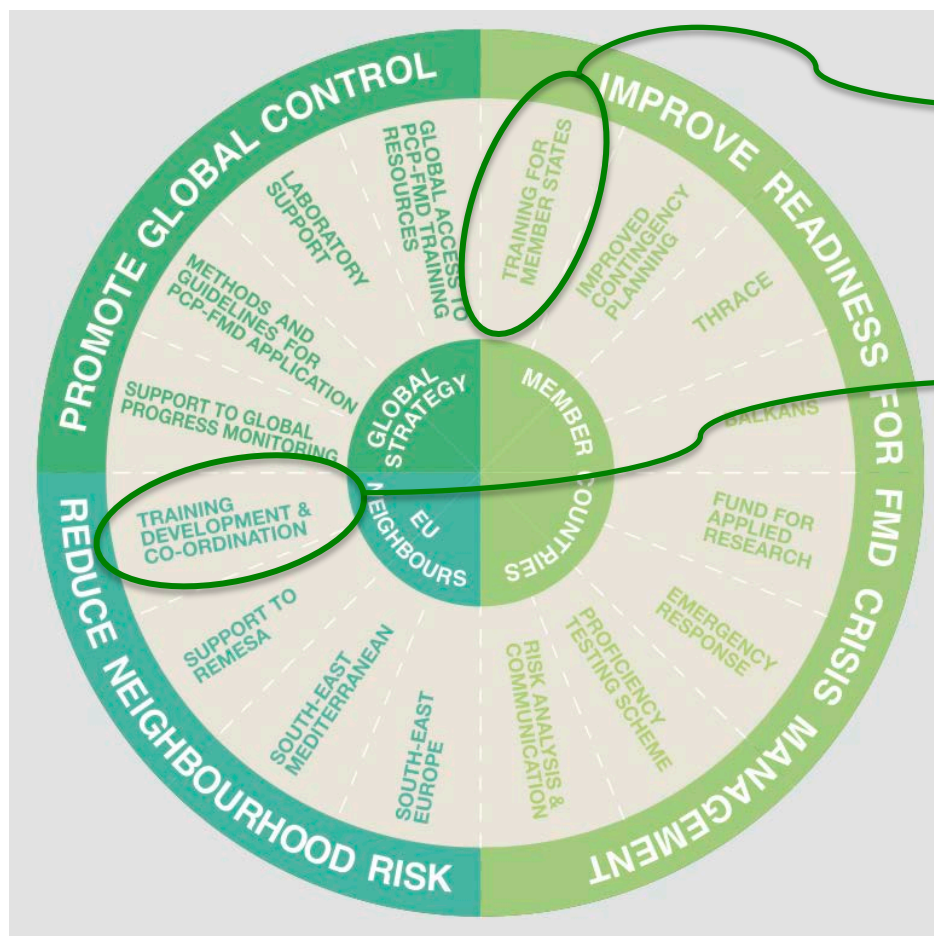 PROMOTE GLOBAL CONTROL
IMPROVE READINESS FOR FMD CRISIS MANAGEMENT
REDUCE NEIGHBOURHOOD RISK
GLOBAL
STRATEGY
MEMBER COUNTRIES
EU
NEIGHBOURS
SUPPORT TO GLOBAL
PROGRESS MONITORING
METHODS AND
GUIDELINES FOR
PCP-FMD APPLICATION
LABORATORY
SUPPORT
GLOBAL ACCESS TO
PCP-FMD TRAINING
RESOURCES
TRAINING FOR
MEMBER STATES
IMPROVED
CONTINGENCY
PLANNING
THRACE
BALKANS
FUND FOR
APPLIED
RESEARCH
EMERGENCY
RESPONSE
PROFICIENCY
TESTING SCHEME
RISK ANALYSIS &
COMMUNICATION
SOUTH-EAST
EUROPE
SOUTH-EAST
MEDITERRANEAN
SUPPORT TO
REMESA
TRAINING
DEVELOPMENT &
CO-ORDINATION